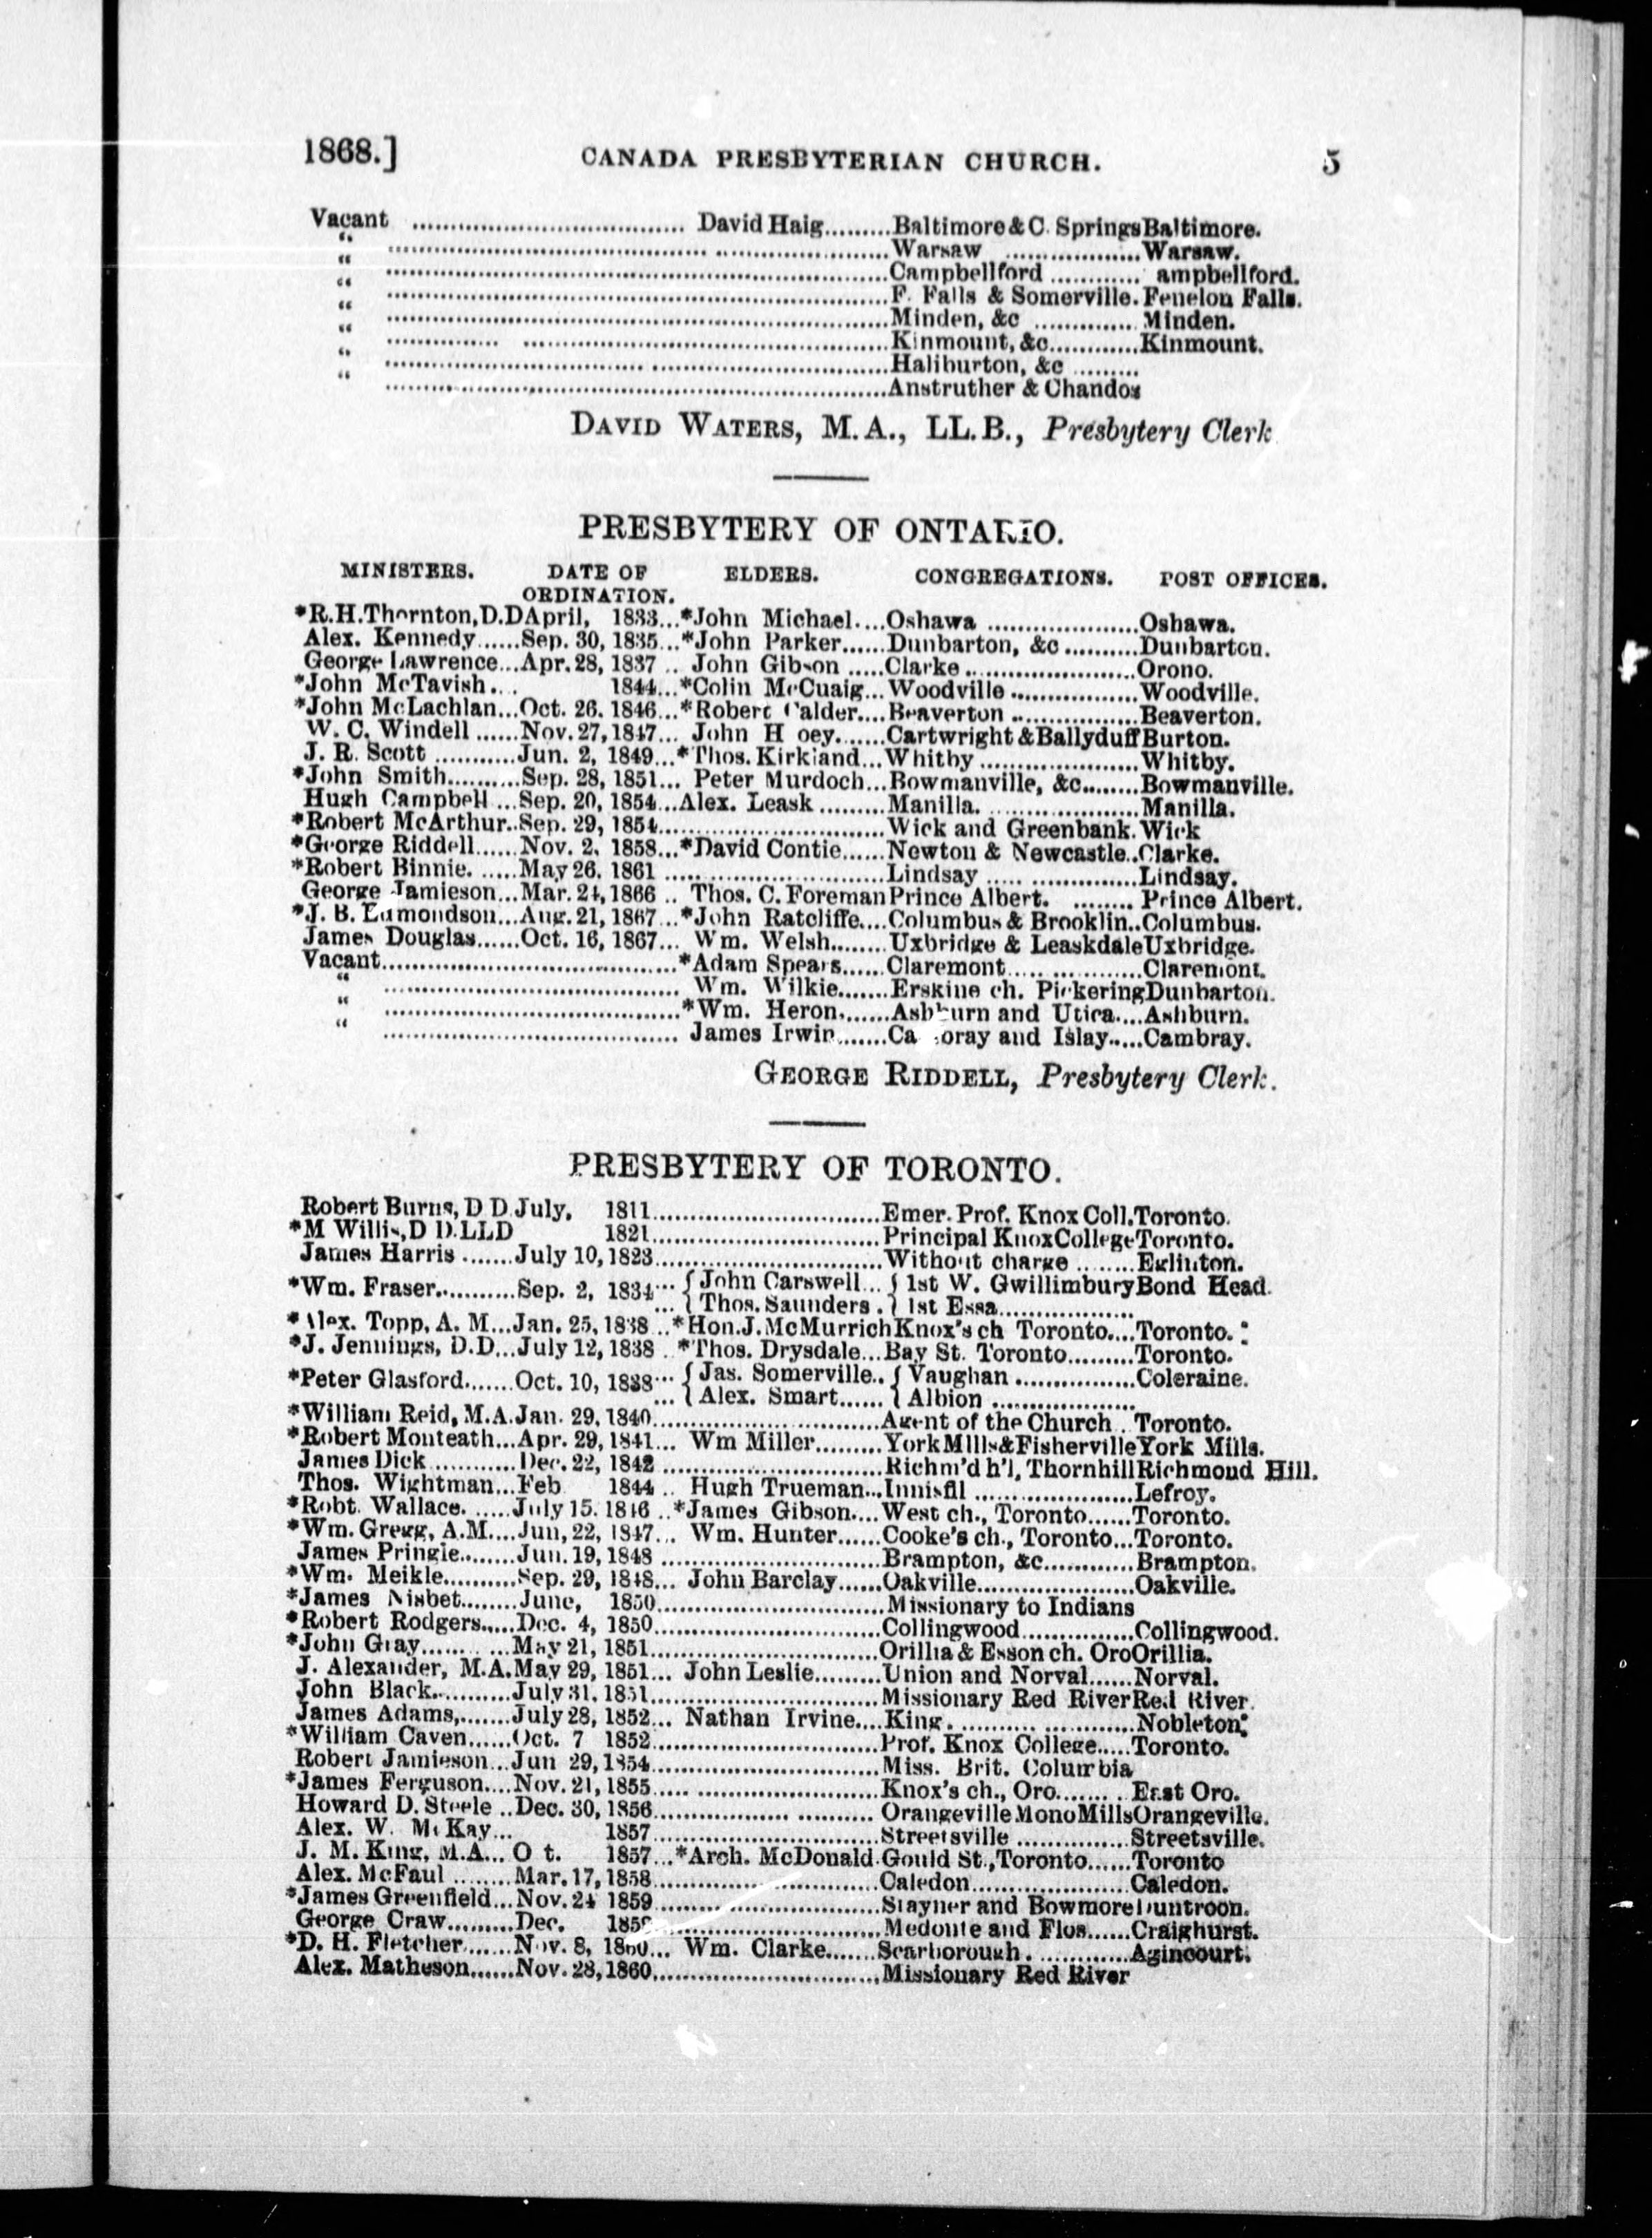 1868.] CANADA PRESBYTERIAN CHURCH. 5
Vacant ........ David Haig.........Baltimore & C. Springs Baltimore.
“ ........ Warsaw ........ Warsaw.
“ ........ Campbellford ........ ampbellford.
“ ........ F. Falls & Somerville. Fenelon Falls.
“ ........ Minden, &c ........ Minden.
“ ........ Kinmount, &c........Kinmount.
“ ........ Haliburton, &c ........
“ ........ Anstruther & Chandos
DAVID WATERS, M.A., LL.B., Presbytery Clerk
PRESBYTERY OF ONTARIO.
MINISTERS. DATE OF ORDINATION. ELDERS. CONGREGATIONS. POST OFFICES.
*R.H.Thornton,D.D April, 1833...*John Michael....Oshawa ........Oshawa.
Alex. Kennedy......Sep. 30, 1835...*John Parker......Dunbarton, &c ........Dunbarton.
George Lawrence...Apr. 28, 1837 .. John Gibson .....Clarke ........Orono.
*John McTavish... 1844...*Colin McCuaig...Woodville ........Woodville.
*John McLachlan...Oct. 26. 1846...*Robert Calder....Beaverton ........Beaverton.
W. C. Windell ......Nov. 27, 1847... John H oey.......Cartwright & Ballyduff Burton.
J. R. Scott ...........Jun. 2, 1849...*Thos. Kirkland...Whitby ........Whitby.
*John Smith.........Sep. 28, 1851... Peter Murdoch...Bowmanville, &c........Bowmanville.
Hugh Campbell ...Sep. 20, 1854...Alex. Leask .........Manilla. ........Manilla.
*Robert McArthur..Sep. 29, 1854........Wick and Greenbank. Wick
*George Riddell......Nov. 2. 1858...*David Contie......Newton & Newcastle..Clarke.
*Robert Binnie. .....May 26. 1861 ........Lindsay ........Lindsay.
George Jamieson...Mar. 24, 1866 .. Thos. C. Foreman Prince Albert. ........ Prince Albert.
*J. B. Edmondson...Aug. 21, 1867...*John Ratcliffe....Columbus & Brooklin..Columbus.
James Douglas......Oct. 16, 1867... Wm. Welsh........Uxbridge & Leaskdale Uxbridge.
Vacant........*Adam Spears......Claremont........Claremont.
“ ........ Wm. Wilkie.......Erskine ch. Pickering Dunbarton.
“ ........*Wm. Heron.......Ashburn and Utica....Ashburn.
“ ........ James Irwin.......Ca oray and Islay.....Cambray.
GEORGE RIDDELL, Presbytery Clerk.
PRESBYTERY OF TORONTO.
Robert Burns, D D July, 1811........Emer. Prof. Knox Coll. Toronto.
*M Willis, D D. LLD 1821........Principal Knox College Toronto.
James Harris .......July 10, 1823........Without charge ........ Eglinton.
*Wm. Fraser...........Sep. 2, 1834... { John Carswell... { 1st W. Gwillimbury Bond Head.
... { Thos. Saunders . { 1st Essa........
*Alex. Topp, A. M...Jan. 25, 1838 ..*Hon. J. McMurrich Knox's ch Toronto....Toronto.
*J. Jennings, D.D...July 12, 1838 ..*Thos. Drysdale...Bay St. Toronto.........Toronto.
*Peter Glasford.......Oct. 10, 1838... { Jas. Somerville.. { Vaughan ........Coleraine.
... { Alex. Smart...... { Albion ........
*William Reid, M.A. Jan. 29, 1840........Agent of the Church .. Toronto.
*Robert Monteath...Apr. 29, 1841... Wm Miller.........York Mills & Fisherville York Mills.
James Dick ...........Dec. 22, 1842 ........Richm'd h'l, Thornhill Richmond Hill.
Thos. Wightman...Feb 1844 .. Hugh Trueman...Innisfil ........Lefroy.
*Robt. Wallace. .....July 15. 1846 ..*James Gibson....West ch., Toronto......Toronto.
*Wm. Gregg, A.M....Jun, 22, 1847... Wm. Hunter......Cooke's ch., Toronto...Toronto.
James Pringle........Jun. 19, 1848 ........Brampton, &c...........Brampton.
*Wm. Meikle..........Sep. 29, 1848... John Barclay......Oakville........Oakville.
*James Nisbet........June, 1850........Missionary to Indians
*Robert Rodgers.....Dec. 4, 1850........Collingwood........Collingwood.
*John Gray...........May 21, 1851........Orillia & Esson ch. Oro Orillia.
J. Alexander, M.A. May 29, 1851... John Leslie.........Union and Norval......Norval.
John Black...........July 31. 1851........Missionary Red River Red River.
James Adams,.......July 28, 1852... Nathan Irvine....King. ........Nobleton.
*William Caven......Oct. 7 1852........Prof. Knox College.....Toronto.
Robert Jamieson...Jun 29, 1854........Miss. Brit. Columbia
*James Ferguson....Nov. 21, 1855........Knox's ch., Oro........ East Oro.
Howard D. Steele ..Dec. 30, 1856........ Orangeville Mono Mills Orangeville.
Alex. W. McKay... 1857........Streetsville ........Streetsville.
J. M. King, M.A... O t. 1857...*Arch. McDonald. Gould St., Toronto......Toronto
Alex. McFaul ........Mar. 17, 1858........Caledon........Caledon.
*James Greenfield...Nov. 24 1859........Stayner and Bowmore Duntroon.
George Craw.........Dec. 1859........Medonte and Flos......Craighurst.
*D. H. Fletcher......Nov. 8, 1860... Wm. Clarke.......Scarborough. ........Agincourt.
Alex. Matheson......Nov. 28, 1860........Missionary Red River